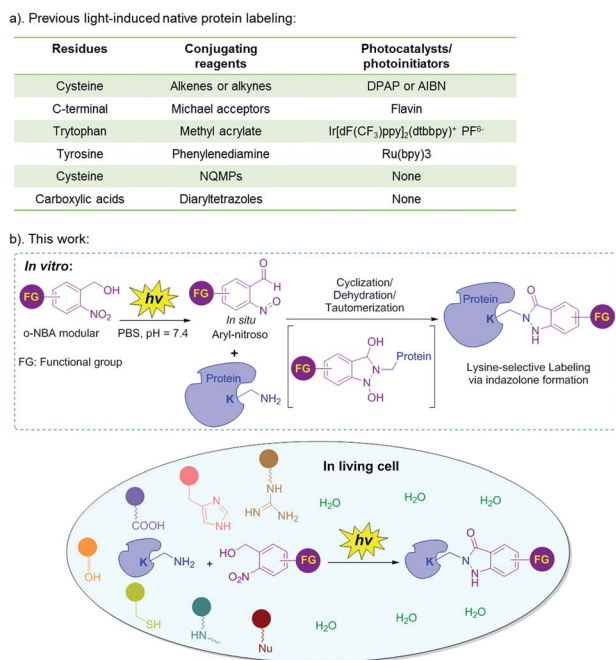 a). Previous light-induced native protein labeling:
Residues Conjugating reagents Photocatalysts/ photoinitiators
Cysteine Alkenes or alkynes DPAP or AIBN
C-terminal Michael acceptors Flavin
Trytophan Methyl acrylate Ir[dF(CF₃)ppy]₂(dtbbpy)⁺ PF⁶⁻
Tyrosine Phenylenediamine Ru(bpy)3
Cysteine NQMPs None
Carboxylic acids Diaryltetrazoles None
b). This work:
In vitro:
FG
OH
NO₂
o-NBA modular
FG: Functional group
hv
PBS, pH = 7.4
FG
O
H
N
O
In situ
Aryl-nitroso
+
Protein
K
NH₂
Cyclization/
Dehydration/
Tautomerization
FG
OH
N
Protein
N
OH
Protein
K
O
N
N
H
FG
Lysine-selective Labeling
via indazolone formation
In living cell
COOH
N
NH
NH
HN
NH₂
H₂O
H₂O
H₂O
OH
K
NH₂
+
HO
O₂N
FG
hv
K
O
N
N
H
FG
SH
HN
Nu
H₂O
H₂O
H₂O